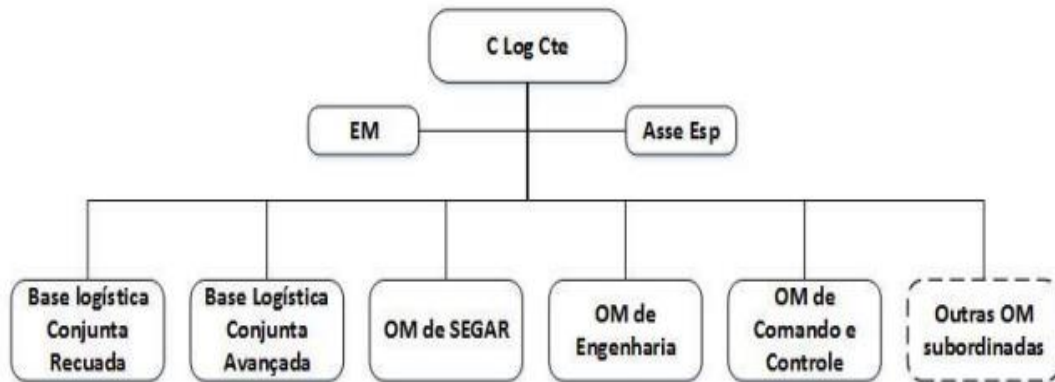 C Log Cte
EM
Asse Esp
Base logística
Conjunta
Recuada
Base Logística
Conjunta
Avançada
OM de SEGAR
OM de
Engenharia
OM de
Comando e
Controle
Outras OM
subordinadas